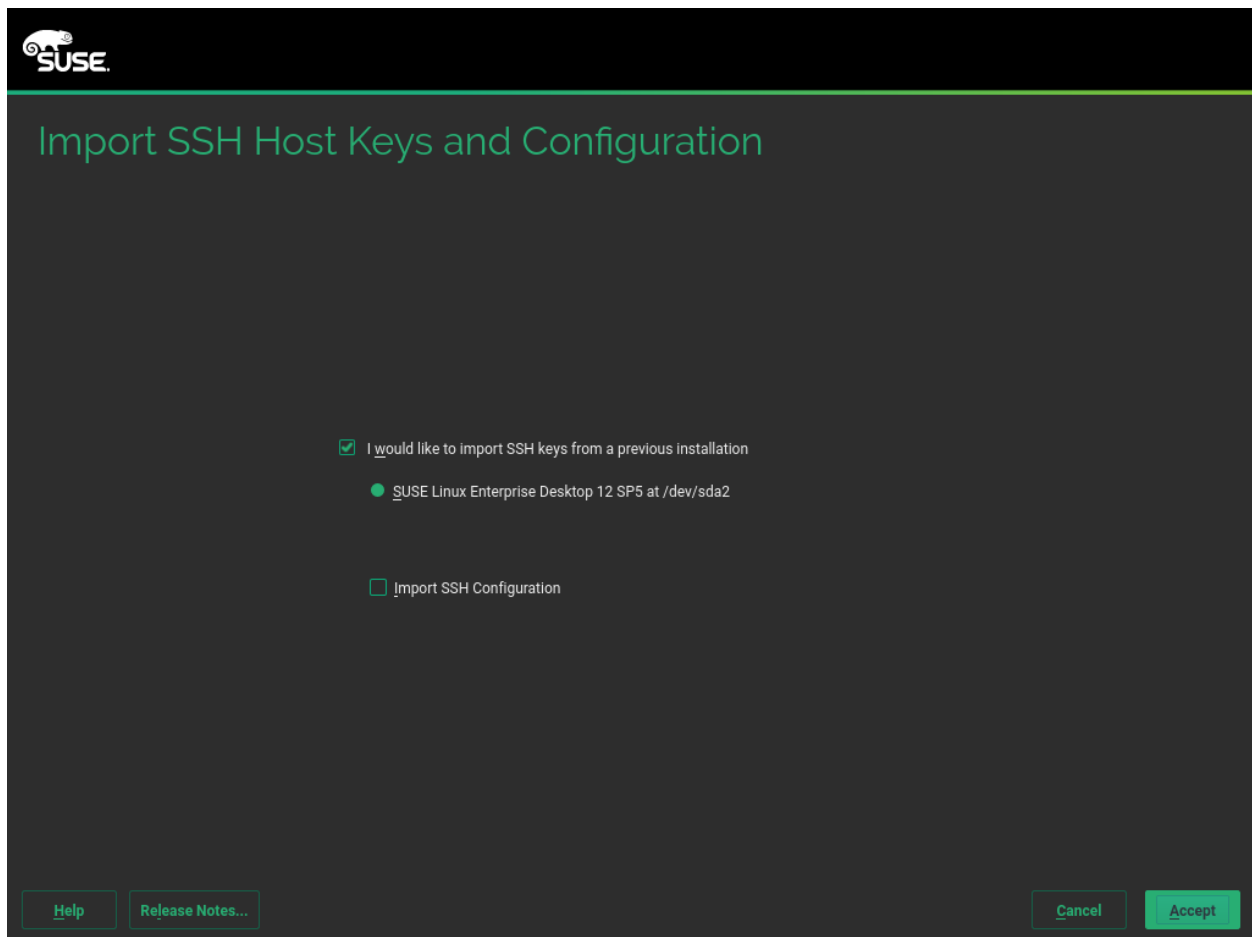 SUSE.
Import SSH Host Keys and Configuration
I would like to import SSH keys from a previous installation
SUSE Linux Enterprise Desktop 12 SP5 at /dev/sda2
Import SSH Configuration
Help Release Notes... Cancel Accept